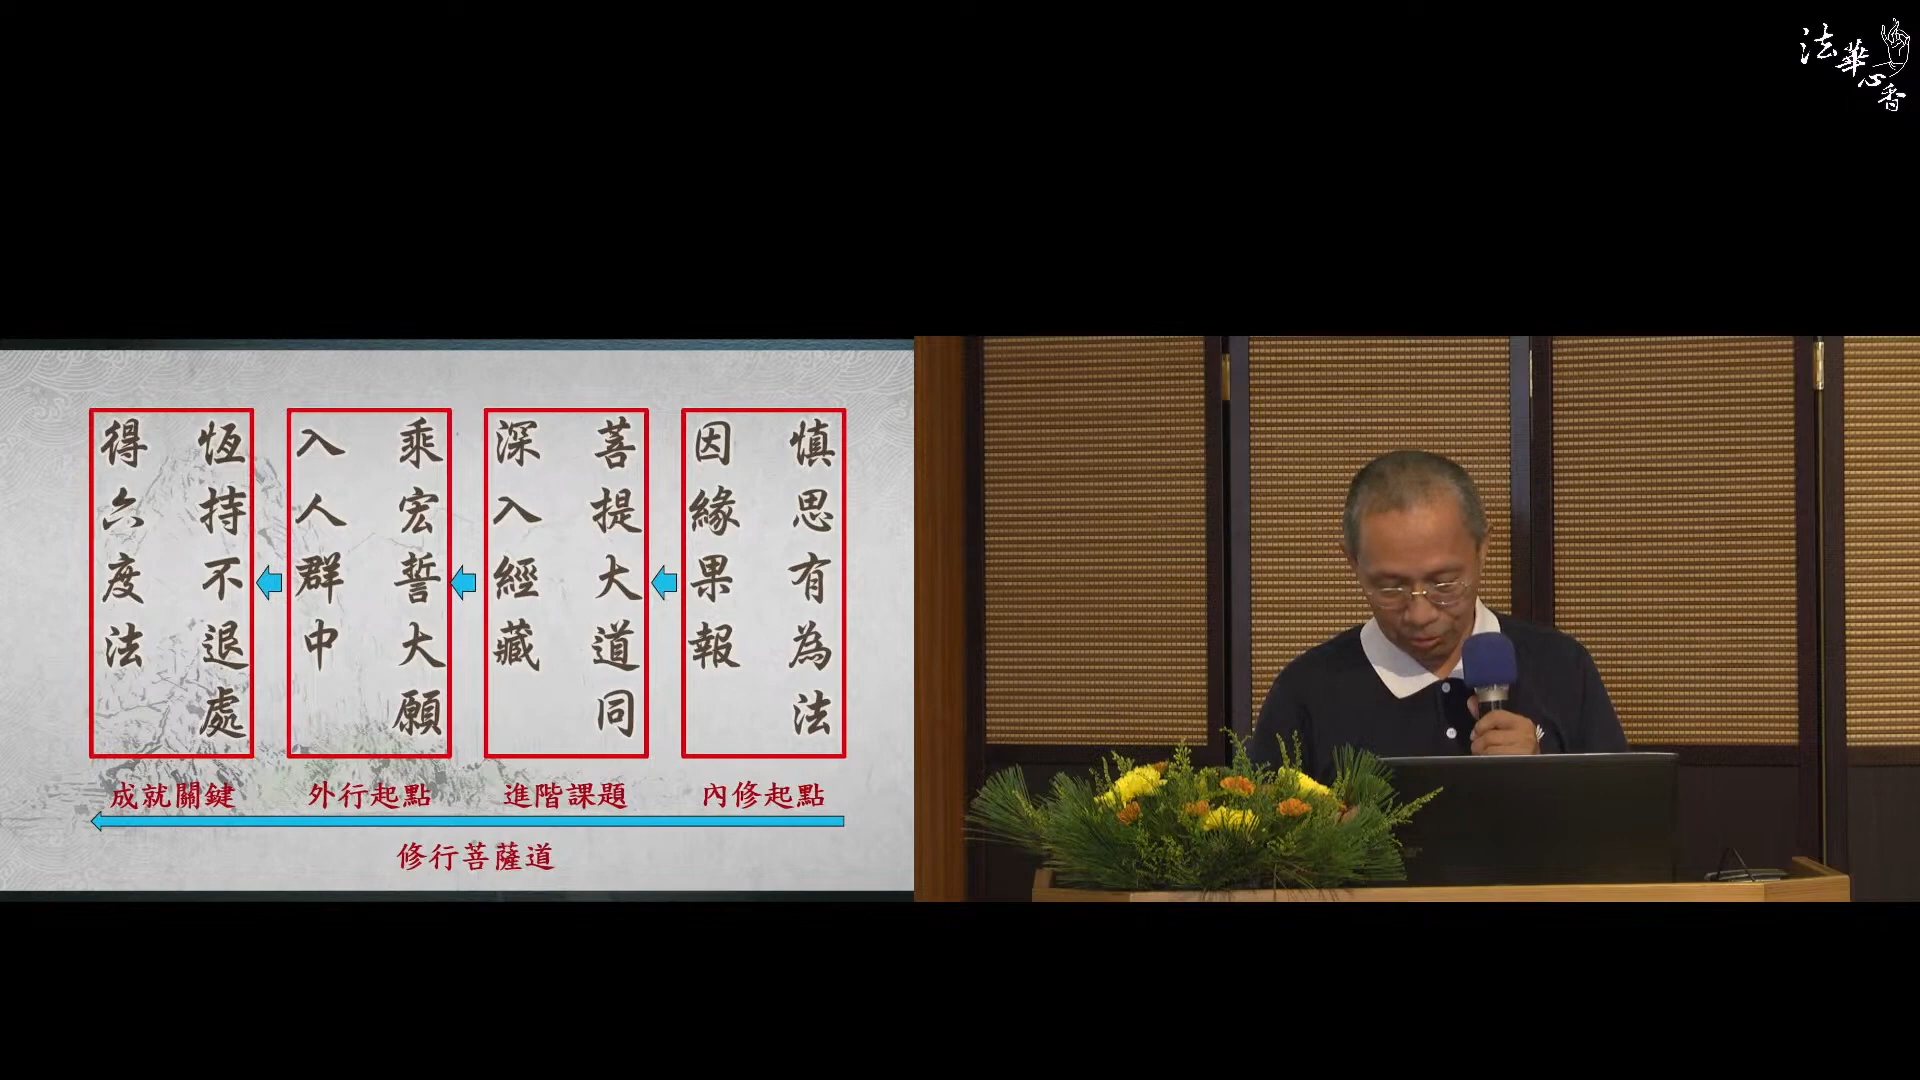 法華心香
慎思有為法
因緣果報
菩提大道同
深入經藏
乘宏誓大願
入人群中
恆持不退處
得六度法
內修起點
進階課題
外行起點
成就關鍵
修行菩薩道